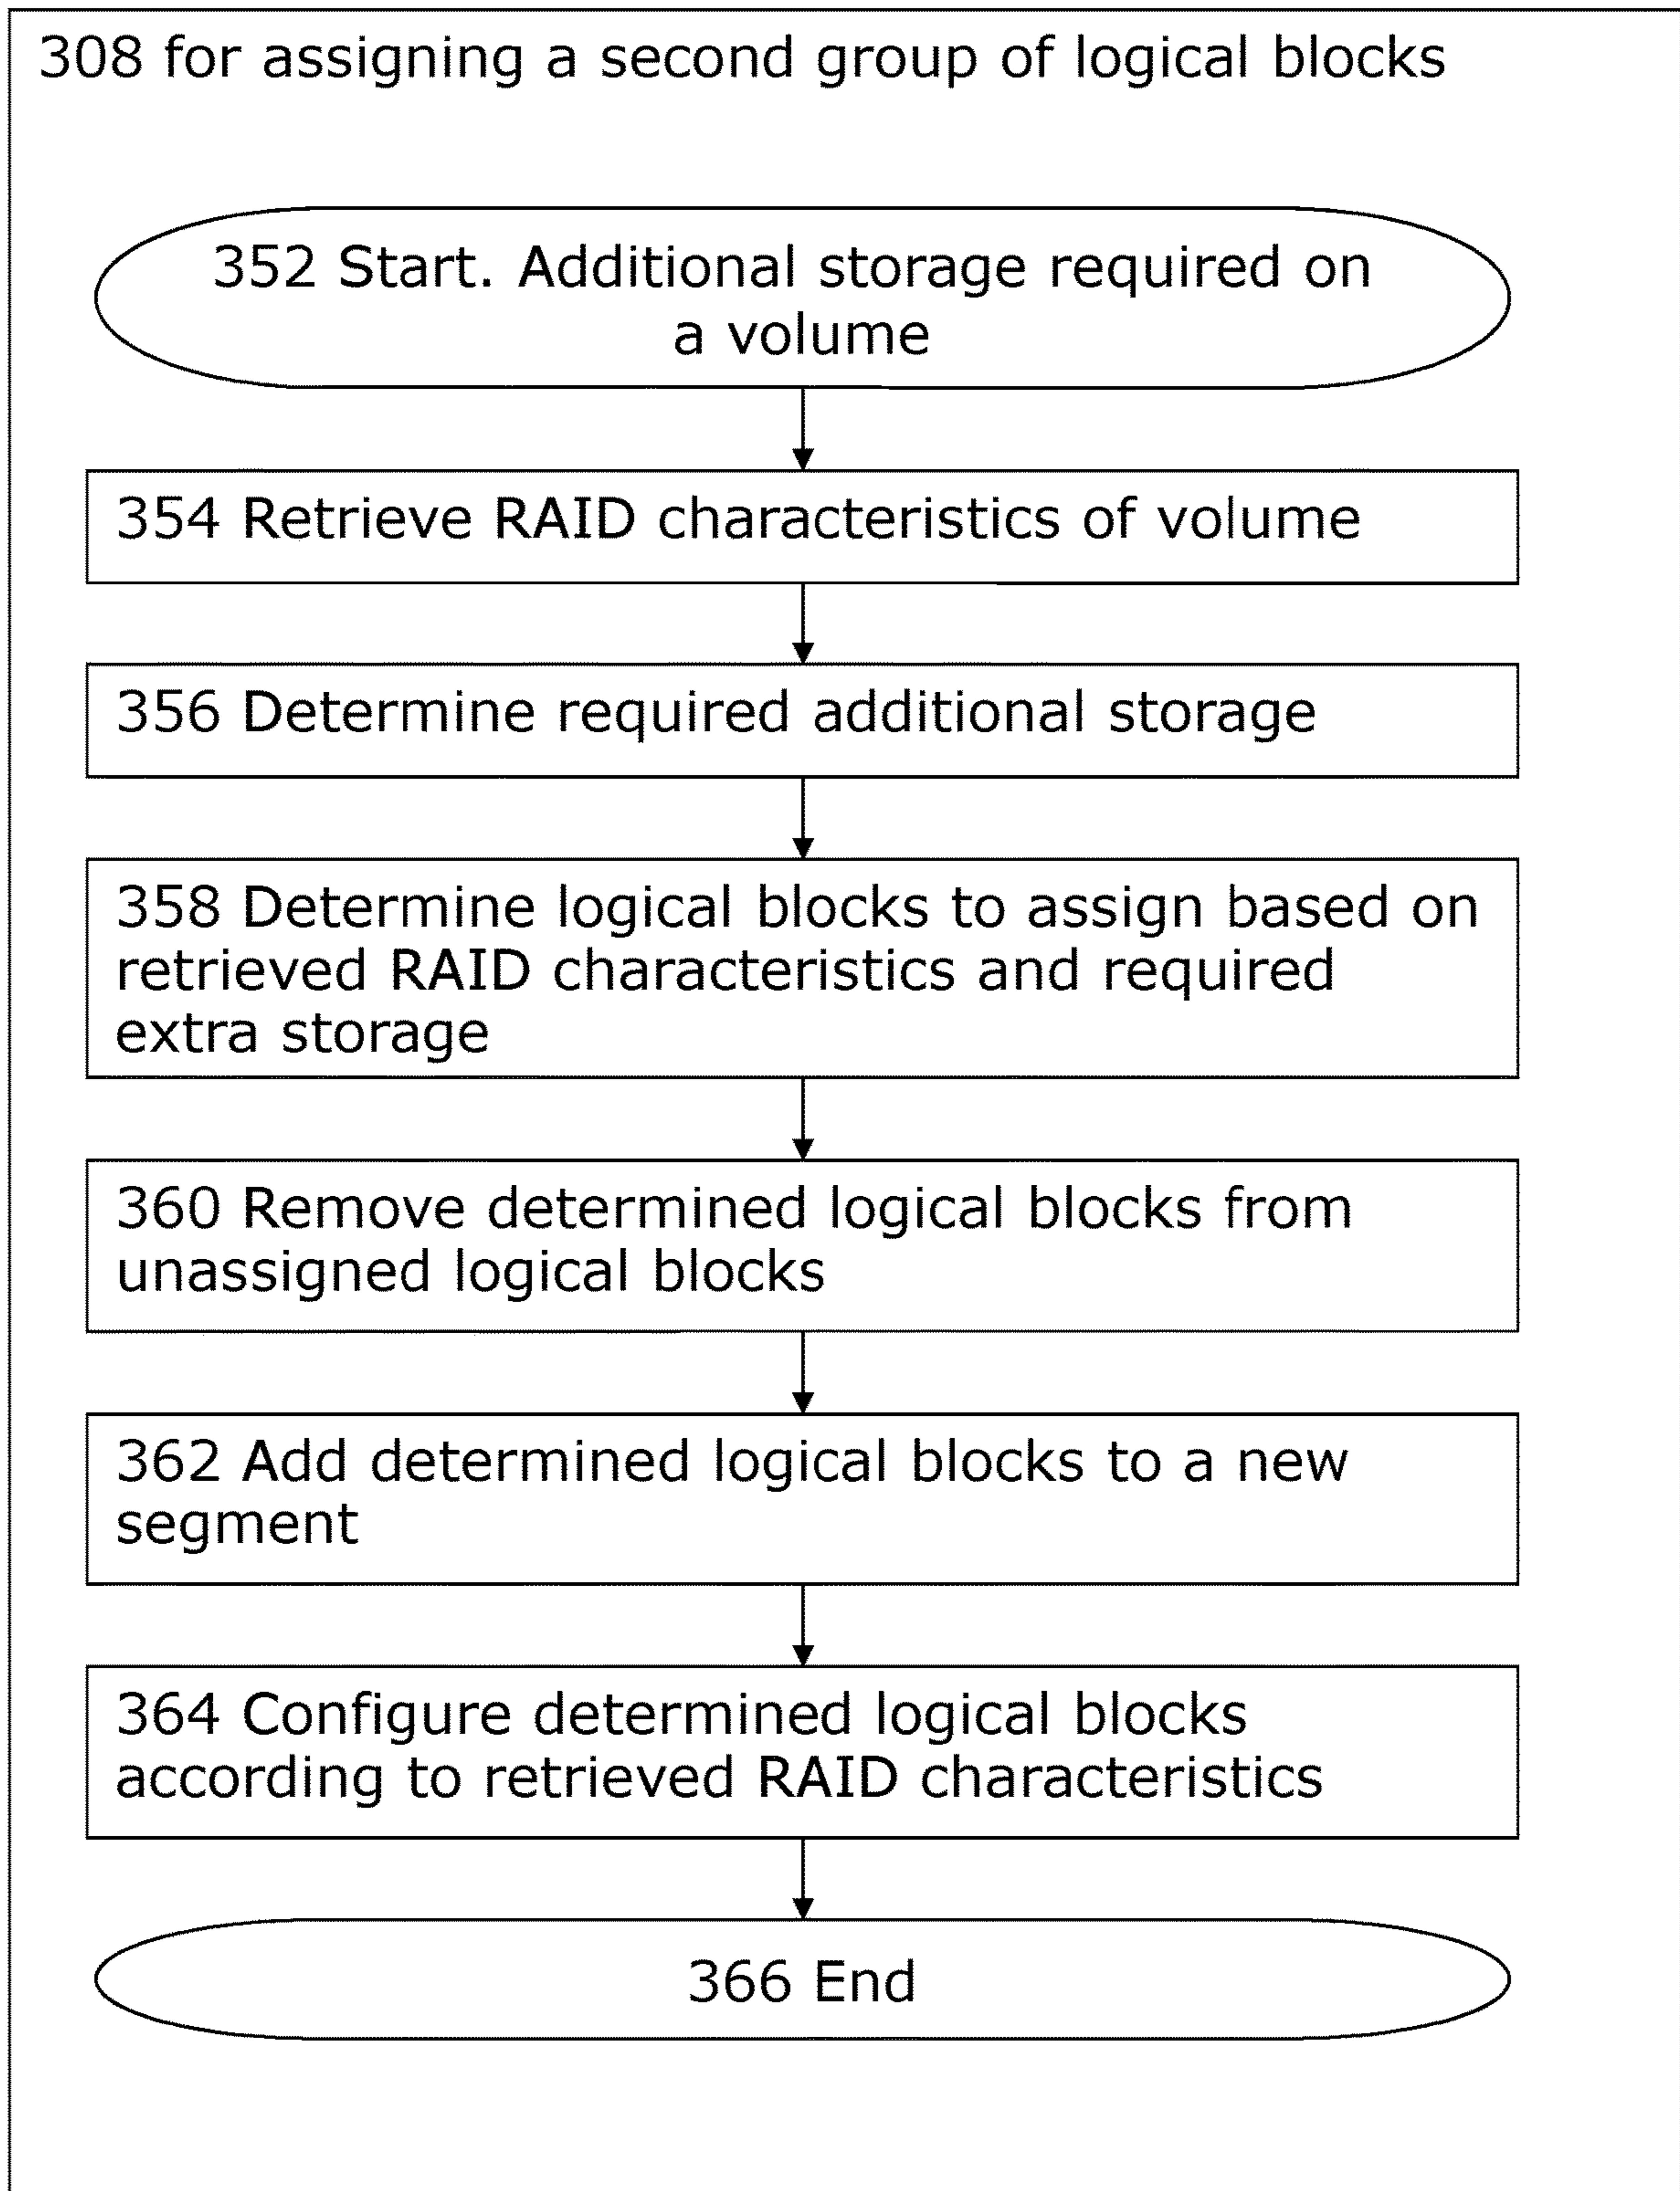 308 for assigning a second group of logical blocks
352 Start. Additional storage required on
a volume
354 Retrieve RAID characteristics of volume
356 Determine required additional storage
358 Determine logical blocks to assign based on
retrieved RAID characteristics and required
extra storage
360 Remove determined logical blocks from
unassigned logical blocks
362 Add determined logical blocks to a new
segment
364 Configure determined logical blocks
according to retrieved RAID characteristics
366 End